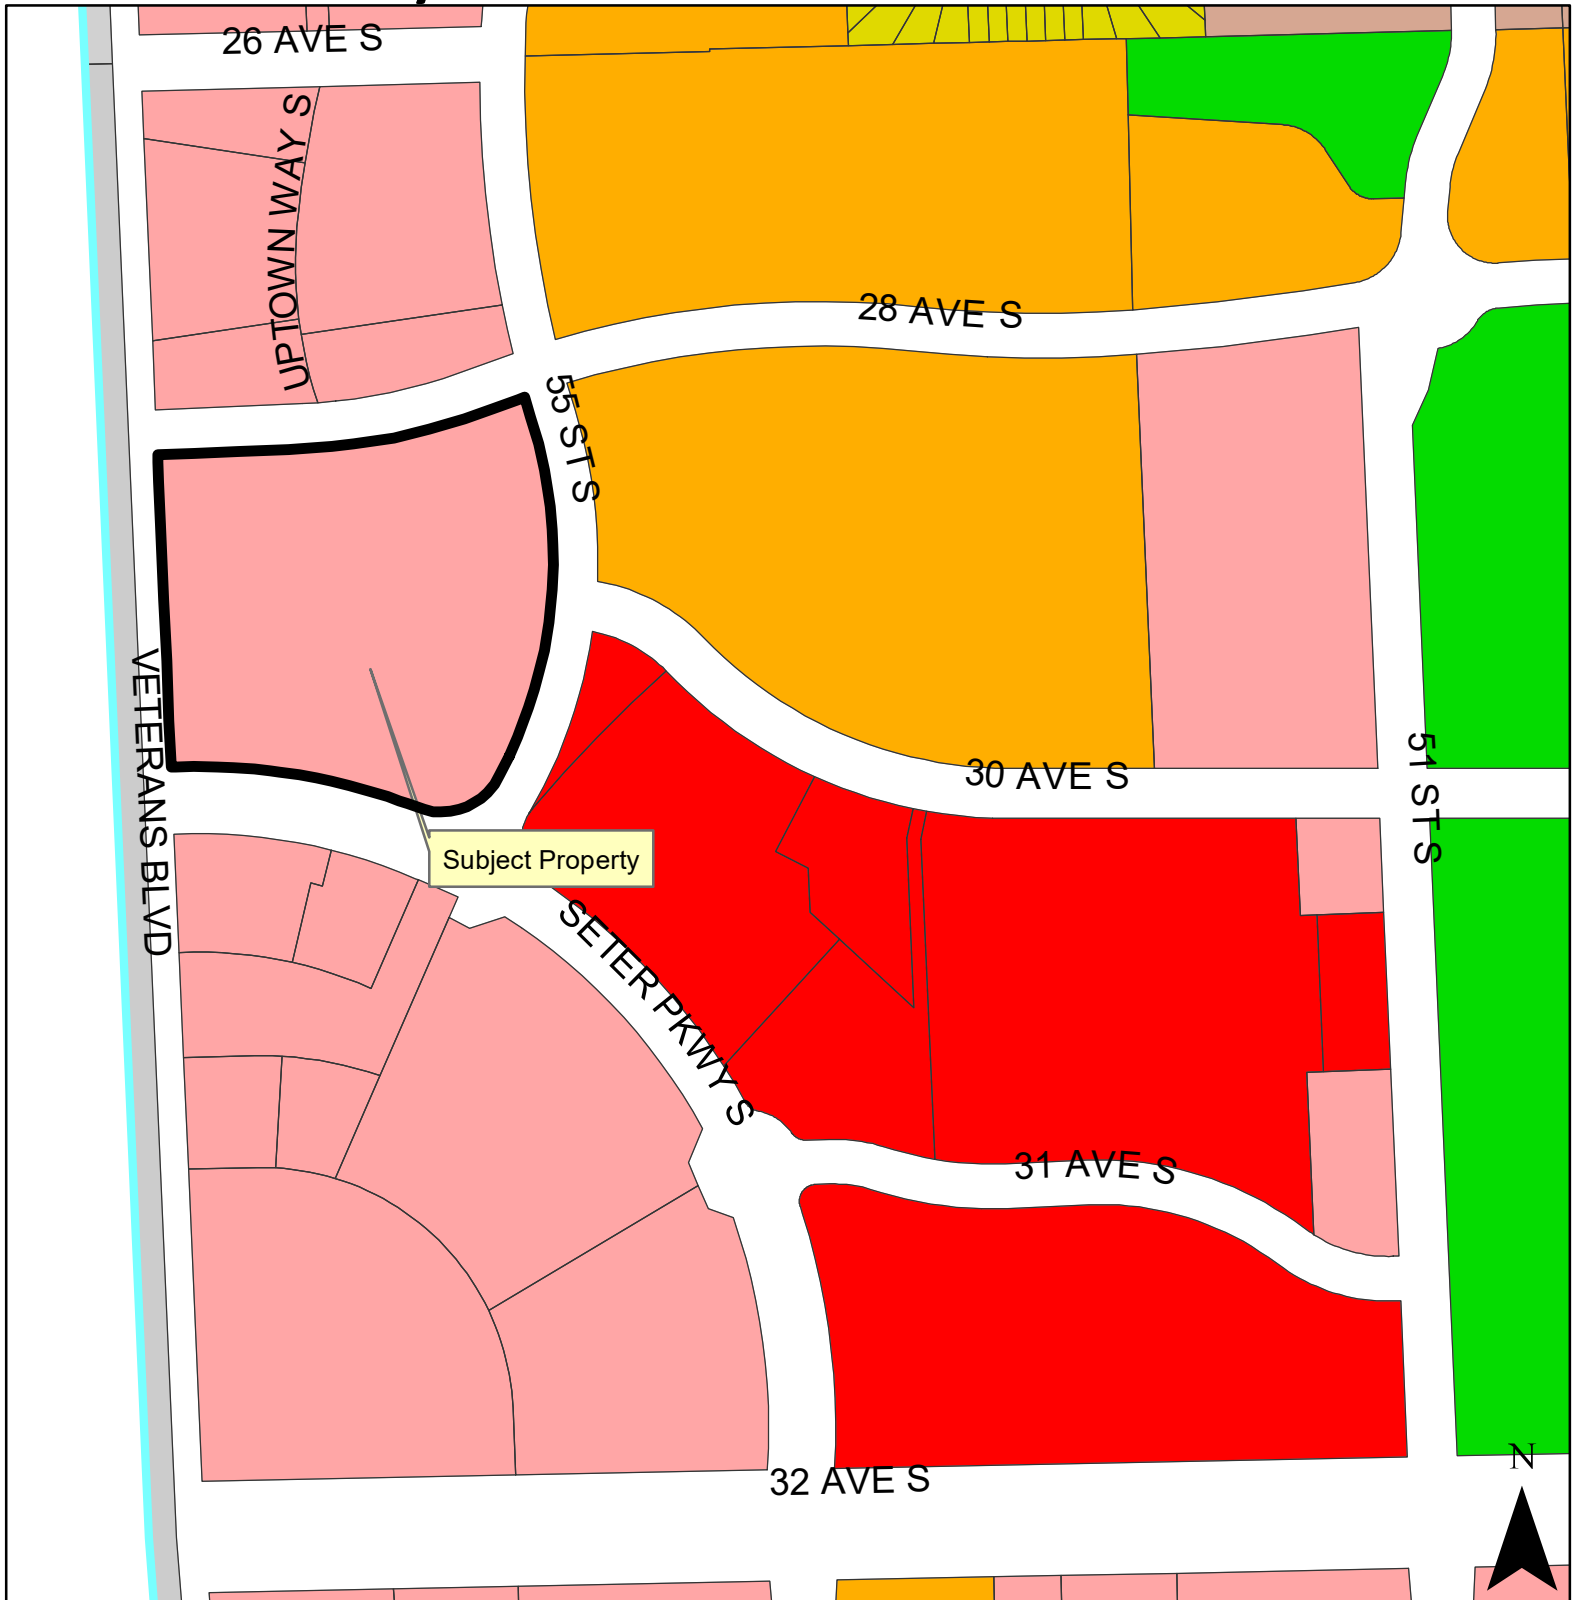 26 AVE S
UPTOWN WAY S
28 AVE S
55 ST S
VETERANS BLVD
30 AVE S
51 ST S
Subject Property
SETER PKWY S
31 AVE S
32 AVE S
N